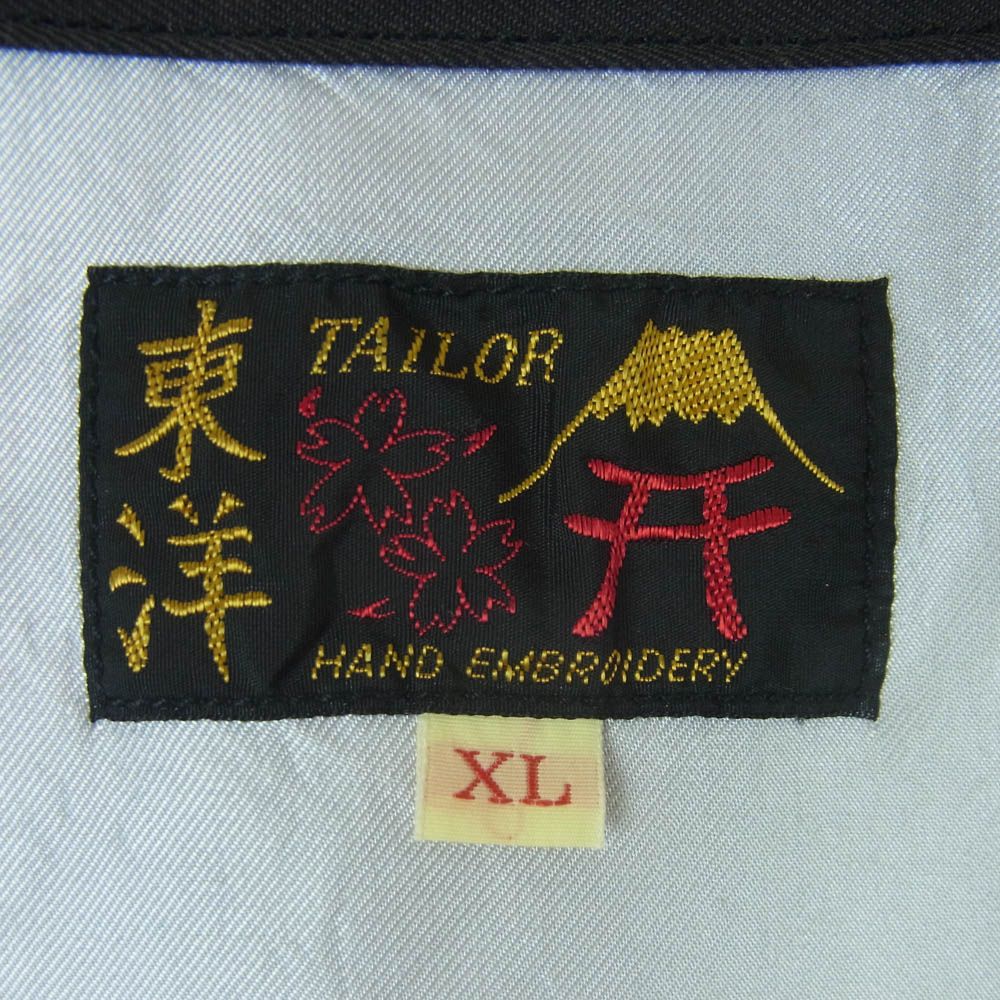 東洋
TAILOR
HAND EMBROIDERY
XL